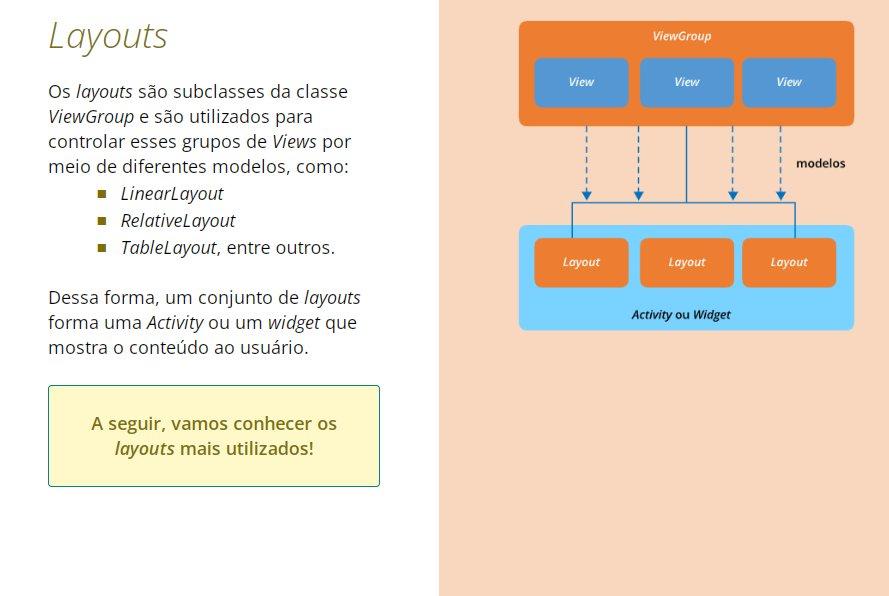 Layouts
Os layouts são subclasses da classe
ViewGroup e são utilizados para
controlar esses grupos de Views por
meio de diferentes modelos, como:
LinearLayout
RelativeLayout
TableLayout, entre outros.
Dessa forma, um conjunto de layouts
forma uma Activity ou um widget que
mostra o conteúdo ao usuário.
A seguir, vamos conhecer os
layouts mais utilizados!
ViewGroup
View View View
modelos
Layout Layout Layout
Activity ou Widget